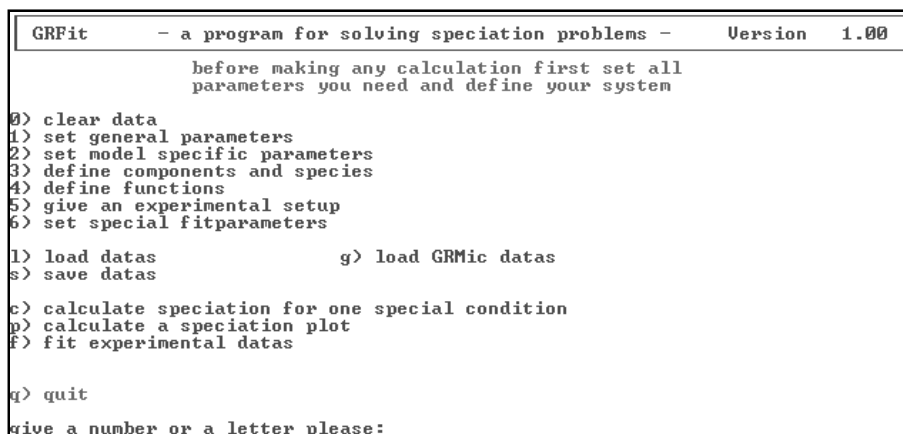 GRFit - a program for solving speciation problems - Version 1.00
before making any calculation first set all
parameters you need and define your system
0) clear data
1) set general parameters
2) set model specific parameters
3) define components and species
4) define functions
5) give an experimental setup
6) set special fitparameters
l) load datas g) load GRMic datas
s) save datas
c) calculate speciation for one special condition
p) calculate a speciation plot
f) fit experimental datas
q) quit
give a number or a letter please: